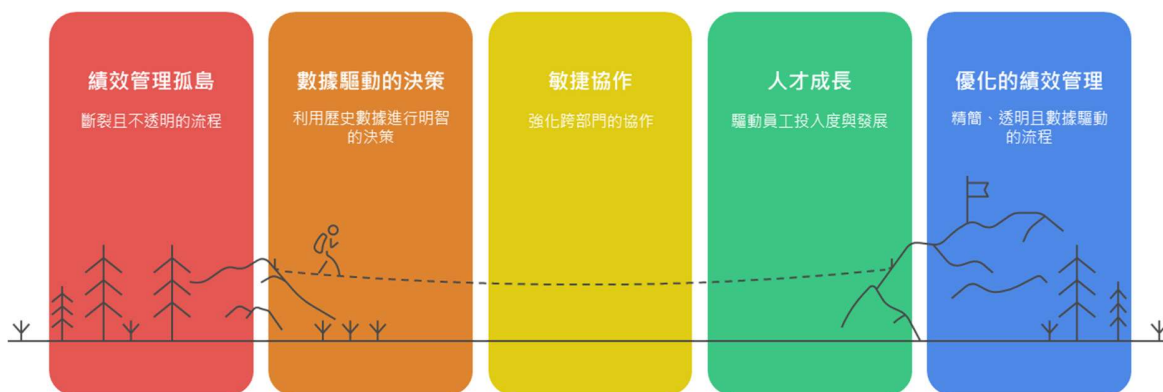 績效管理孤島
斷裂且不透明的流程
數據驅動的決策
利用歷史數據進行明智
的決策
敏捷協作
強化跨部門的協作
人才成長
驅動員工投入度與發展
優化的績效管理
精簡、透明且數據驅動
的流程